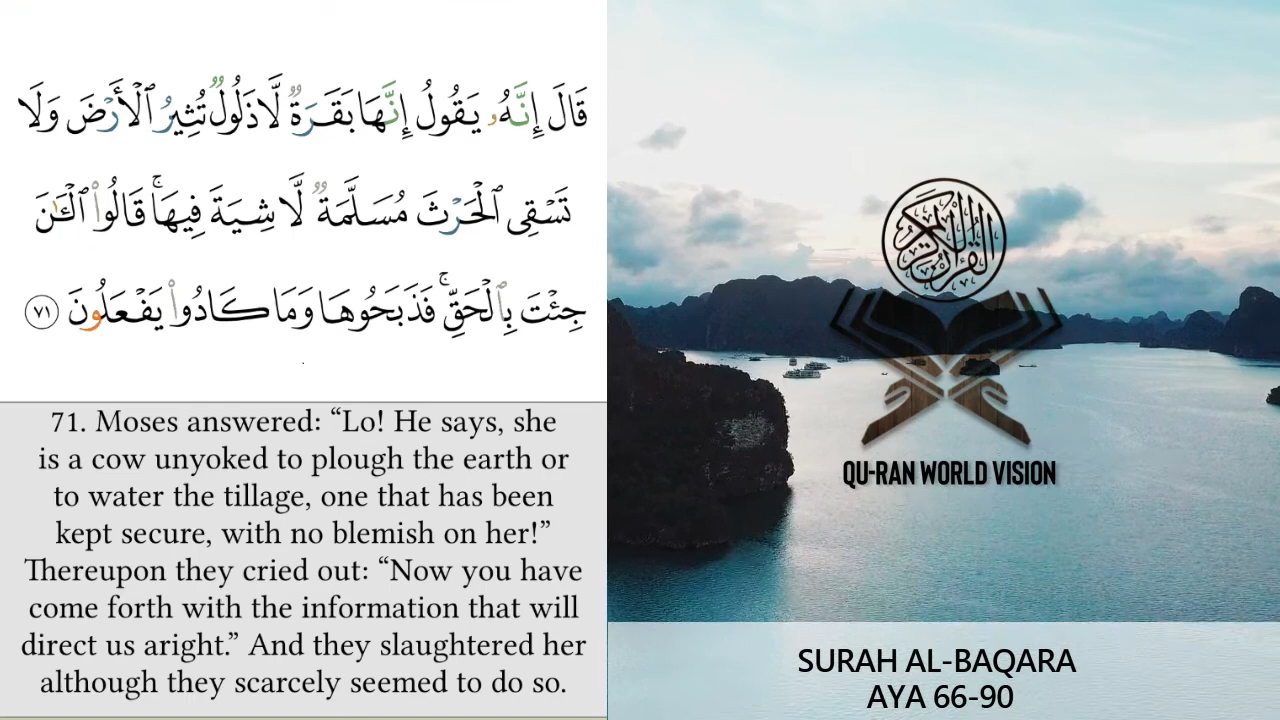 قَالَ إِنَّهُۥ يَقُولُ إِنَّهَا بَقَرَةٌ لَّا ذَلُولٌ تُثِيرُ ٱلْأَرْضَ وَلَا
تَسْقِى ٱلْحَرْثَ مُسَلَّمَةٌ لَّا شِيَةَ فِيهَا ۚ قَالُوا۟ ٱلْـَٰٔنَ
جِئْتَ بِٱلْحَقِّ ۚ فَذَبَحُوهَا وَمَا كَادُوا۟ يَفْعَلُونَ ٧١
71. Moses answered: “Lo! He says, she
is a cow unyoked to plough the earth or
to water the tillage, one that has been
kept secure, with no blemish on her!”
Thereupon they cried out: “Now you have
come forth with the information that will
direct us aright.” And they slaughtered her
although they scarcely seemed to do so.
القرآن الكريم
QU-RAN WORLD VISION
SURAH AL-BAQARA
AYA 66-90